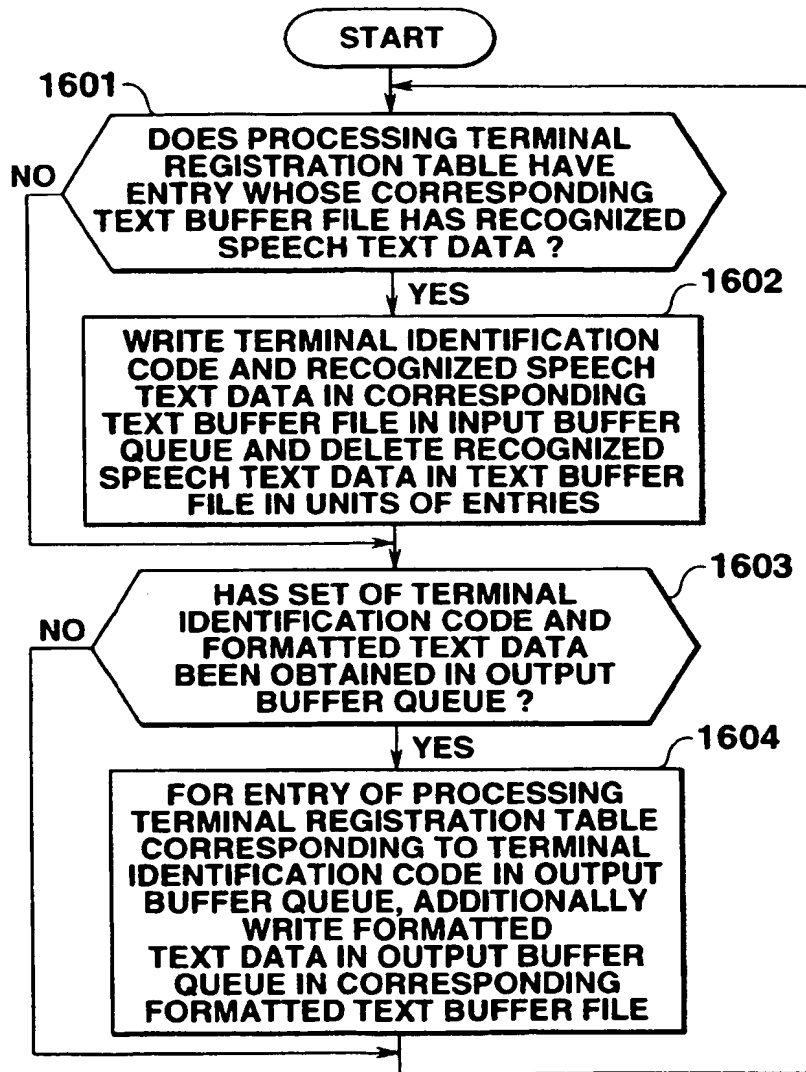 START
1601
DOES PROCESSING TERMINAL
REGISTRATION TABLE HAVE
ENTRY WHOSE CORRESPONDING
TEXT BUFFER FILE HAS RECOGNIZED
SPEECH TEXT DATA ?
NO
YES
1602
WRITE TERMINAL IDENTIFICATION
CODE AND RECOGNIZED SPEECH
TEXT DATA IN CORRESPONDING
TEXT BUFFER FILE IN INPUT BUFFER
QUEUE AND DELETE RECOGNIZED
SPEECH TEXT DATA IN TEXT BUFFER
FILE IN UNITS OF ENTRIES
1603
HAS SET OF TERMINAL
IDENTIFICATION CODE AND
FORMATTED TEXT DATA
BEEN OBTAINED IN OUTPUT
BUFFER QUEUE ?
NO
YES
1604
FOR ENTRY OF PROCESSING
TERMINAL REGISTRATION TABLE
CORRESPONDING TO TERMINAL
IDENTIFICATION CODE IN OUTPUT
BUFFER QUEUE, ADDITIONALLY
WRITE FORMATTED
TEXT DATA IN OUTPUT BUFFER
QUEUE IN CORRESPONDING
FORMATTED TEXT BUFFER FILE